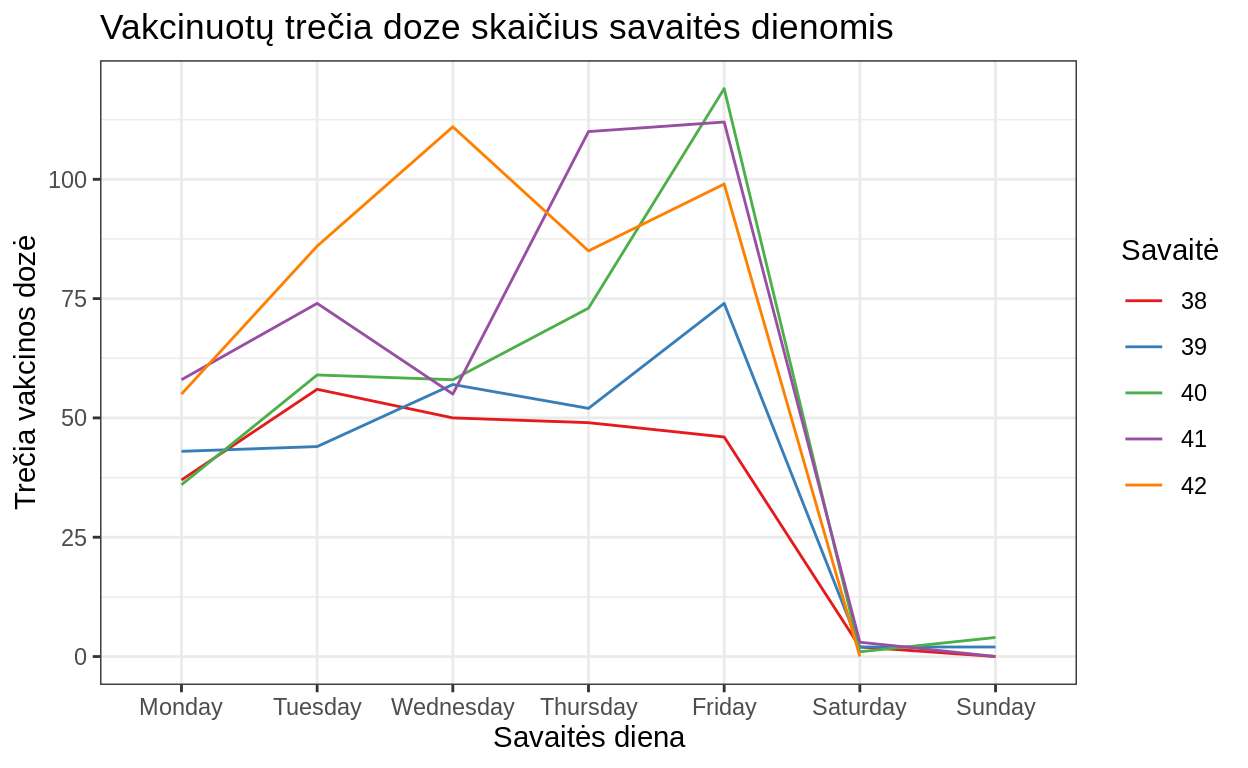 Vakcinuotų trečia doze skaičius savaitės dienomis
Trečia vakcinos dozė
100
75
50
25
0
Monday Tuesday Wednesday Thursday Friday Saturday Sunday
Savaitės diena
Savaitė
38
39
40
41
42